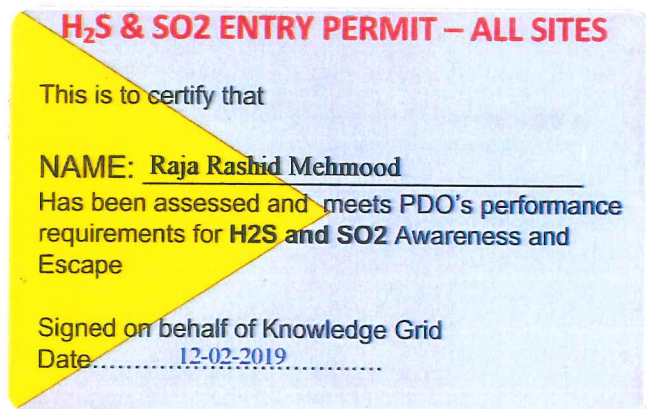 H₂S & SO2 ENTRY PERMIT – ALL SITES
This is to certify that
NAME: Raja Rashid Mehmood
Has been assessed and meets PDO's performance
requirements for H2S and SO2 Awareness and
Escape
Signed on behalf of Knowledge Grid
Date.....12-02-2019.....